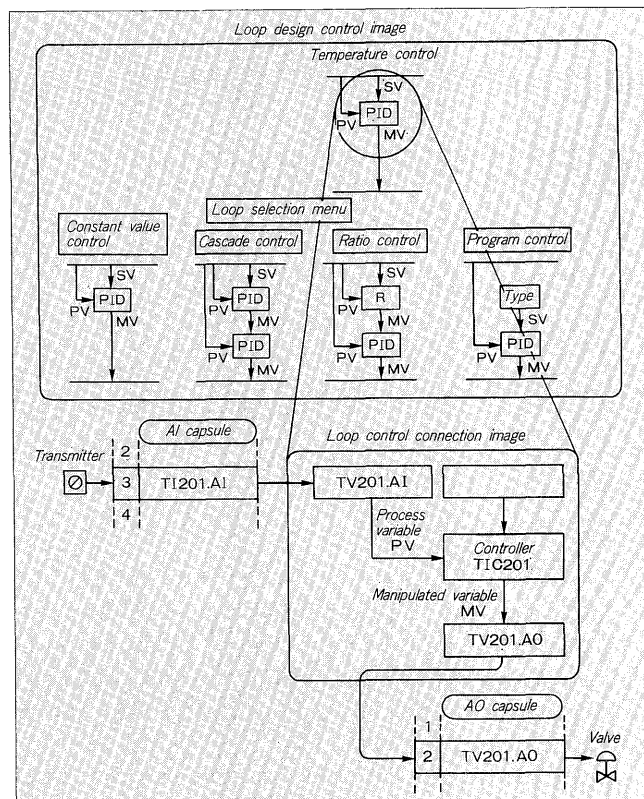 Loop design control image
Temperature control
SV
PID
PV
MV
Loop selection menu
Constant value
control
SV
PID
PV
MV
Cascade control
SV
PID
PV
MV
PID
PV
MV
Ratio control
SV
R
PV
MV
PID
PV
MV
Program control
Type
SV
PID
PV
MV
AI capsule
Transmitter
2
3
TI201.AI
4
Loop control connection image
TV201.AI
Process
variable
PV
Controller
TIC201
Manipulated variable
MV
TV201.AO
AO capsule
1
2
TV201.AO
Valve